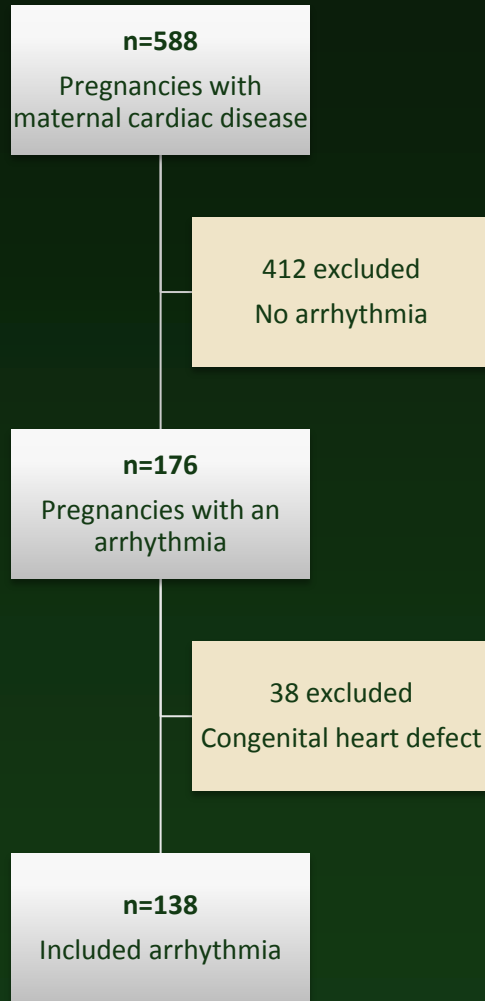 n=588
Pregnancies with
maternal cardiac disease
412 excluded
No arrhythmia
n=176
Pregnancies with an
arrhythmia
38 excluded
Congenital heart defect
n=138
Included arrhythmia